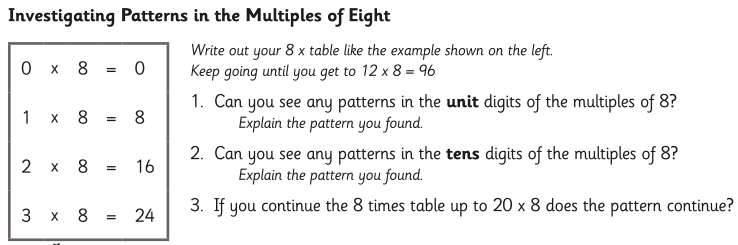 Investigating Patterns in the Multiples of Eight
0 x 8 = 0
1 x 8 = 8
2 x 8 = 16
3 x 8 = 24
Write out your 8 x table like the example shown on the left.
Keep going until you get to 12 x 8 = 96
1. Can you see any patterns in the unit digits of the multiples of 8?
Explain the pattern you found.
2. Can you see any patterns in the tens digits of the multiples of 8?
Explain the pattern you found.
3. If you continue the 8 times table up to 20 x 8 does the pattern continue?